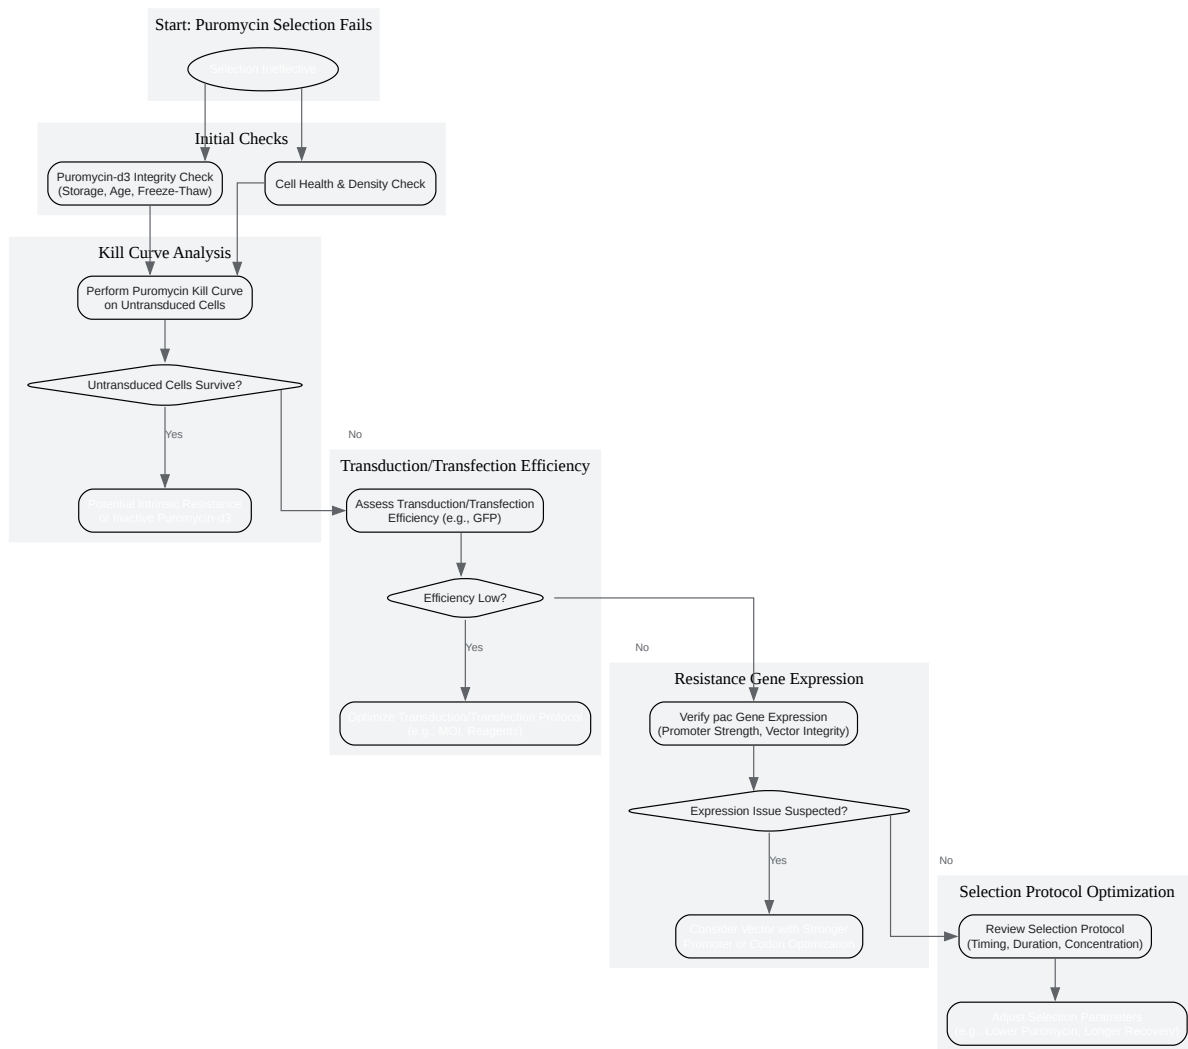 Start: Puromycin Selection Fails
Selection Ineffective
Initial Checks
Puromycin-d3 Integrity Check
(Storage, Age, Freeze-Thaw)
Cell Health & Density Check
Kill Curve Analysis
Perform Puromycin Kill Curve
on Untransduced Cells
Untransduced Cells Survive?
Yes
No
Potential Intrinsic Resistance
or Inactive Puromycin-d3
Transduction/Transfection Efficiency
Assess Transduction/Transfection
Efficiency (e.g., GFP)
Efficiency Low?
Yes
No
Optimize Transduction/Transfection Protocol
(e.g., MOI, Reagents)
Resistance Gene Expression
Verify pac Gene Expression
(Promoter Strength, Vector Integrity)
Expression Issue Suspected?
Yes
No
Consider Vector with Stronger
Promoter or Codon Optimization
Selection Protocol Optimization
Review Selection Protocol
(Timing, Duration, Concentration)
Adjust Selection Parameters
(e.g., Lower Puromycin, Longer Recovery)